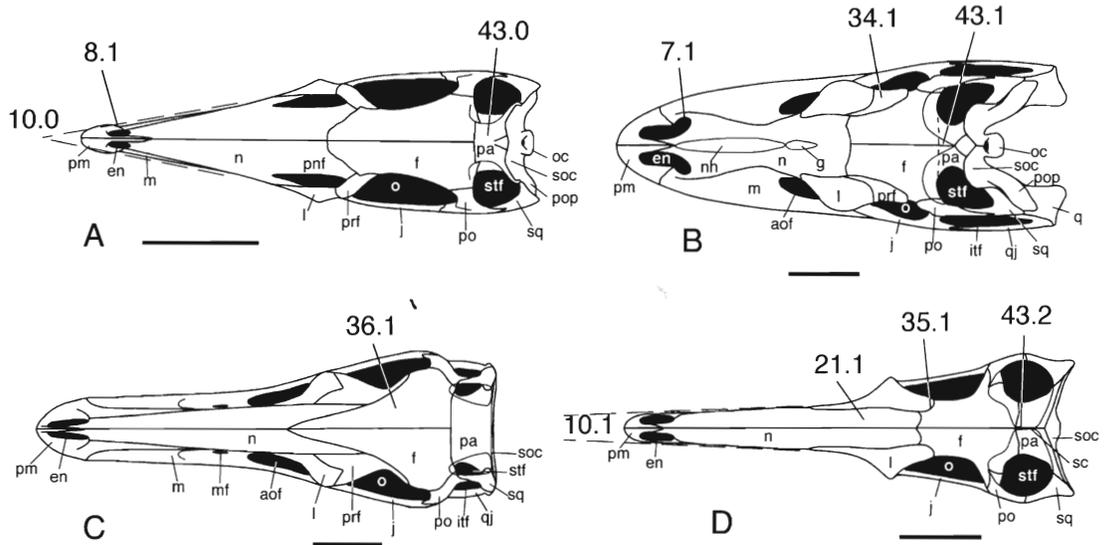 8.1
43.0
10.0
pm
en
m
n
pnf
l
prf
f
o
j
po
pa
stf
oc
soc
pop
sq
A
7.1
34.1
43.1
pm
en
nh
n
g
m
aof
l
prf
o
j
f
po
pa
stf
itf
qj
sq
oc
soc
pop
q
B
36.1
pm
en
n
m
mf
aof
l
prf
o
j
f
po
itf
qj
pa
soc
stf
sq
C
35.1
43.2
21.1
10.1
pm
en
n
l
o
j
f
po
pa
stf
soc
sc
sq
D